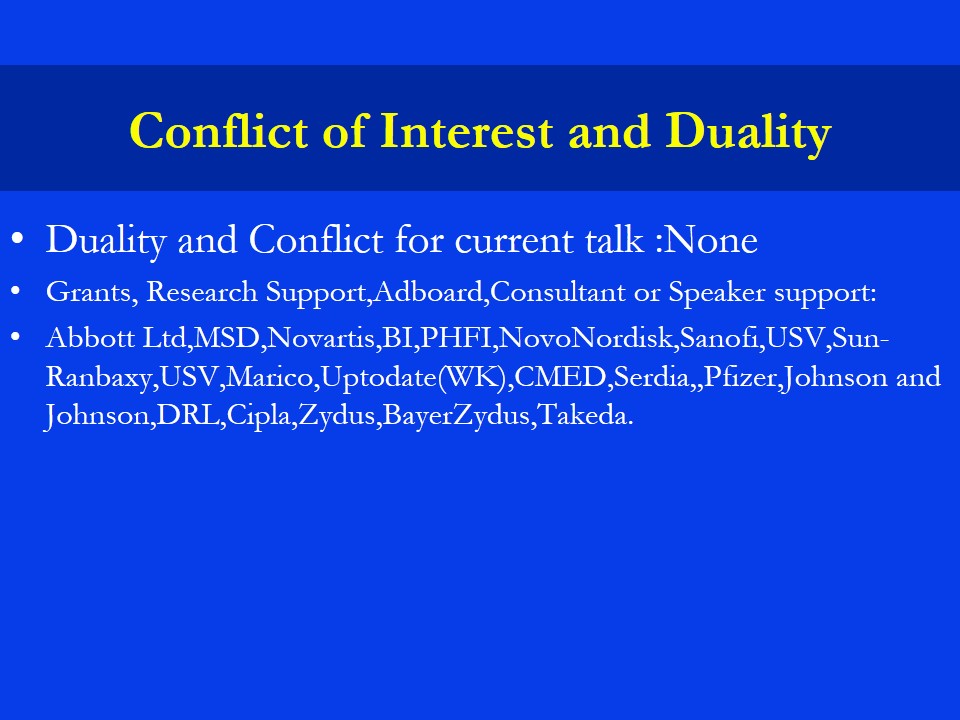 Conflict of Interest and Duality
• Duality and Conflict for current talk :None
• Grants, Research Support,Adboard,Consultant or Speaker support:
• Abbott Ltd,MSD,Novartis,BI,PHFI,NovoNordisk,Sanofi,USV,Sun-
Ranbaxy,USV,Marico,Uptodate(WK),CMED,Serdia,,Pfizer,Johnson and
Johnson,DRL,Cipla,Zydus,BayerZydus,Takeda.